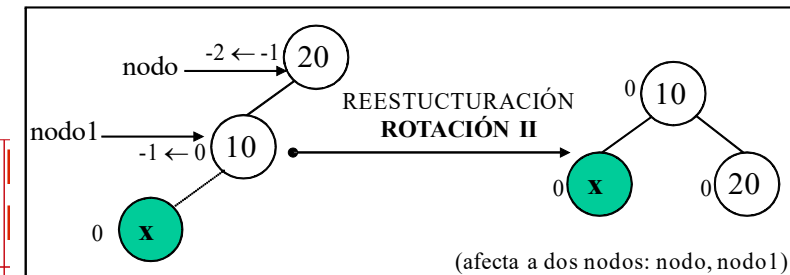 -2 ← -1
20
nodo
REESTUCTURACIÓN
ROTACIÓN II
0
10
nodo1
-1 ← 0
10
0
x
0
20
0
x
(afecta a dos nodos: nodo, nodo1)